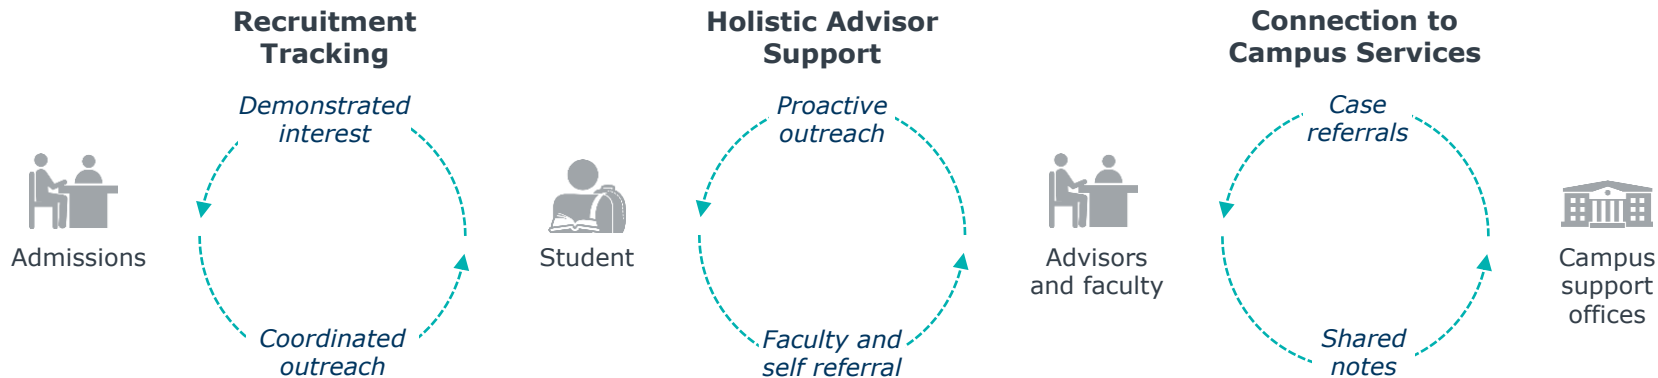 Recruitment
Tracking
Holistic Advisor
Support
Connection to
Campus Services
Demonstrated
interest
Proactive
outreach
Case
referrals
Admissions
Student
Advisors
and faculty
Campus
support
offices
Coordinated
outreach
Faculty and
self referral
Shared
notes